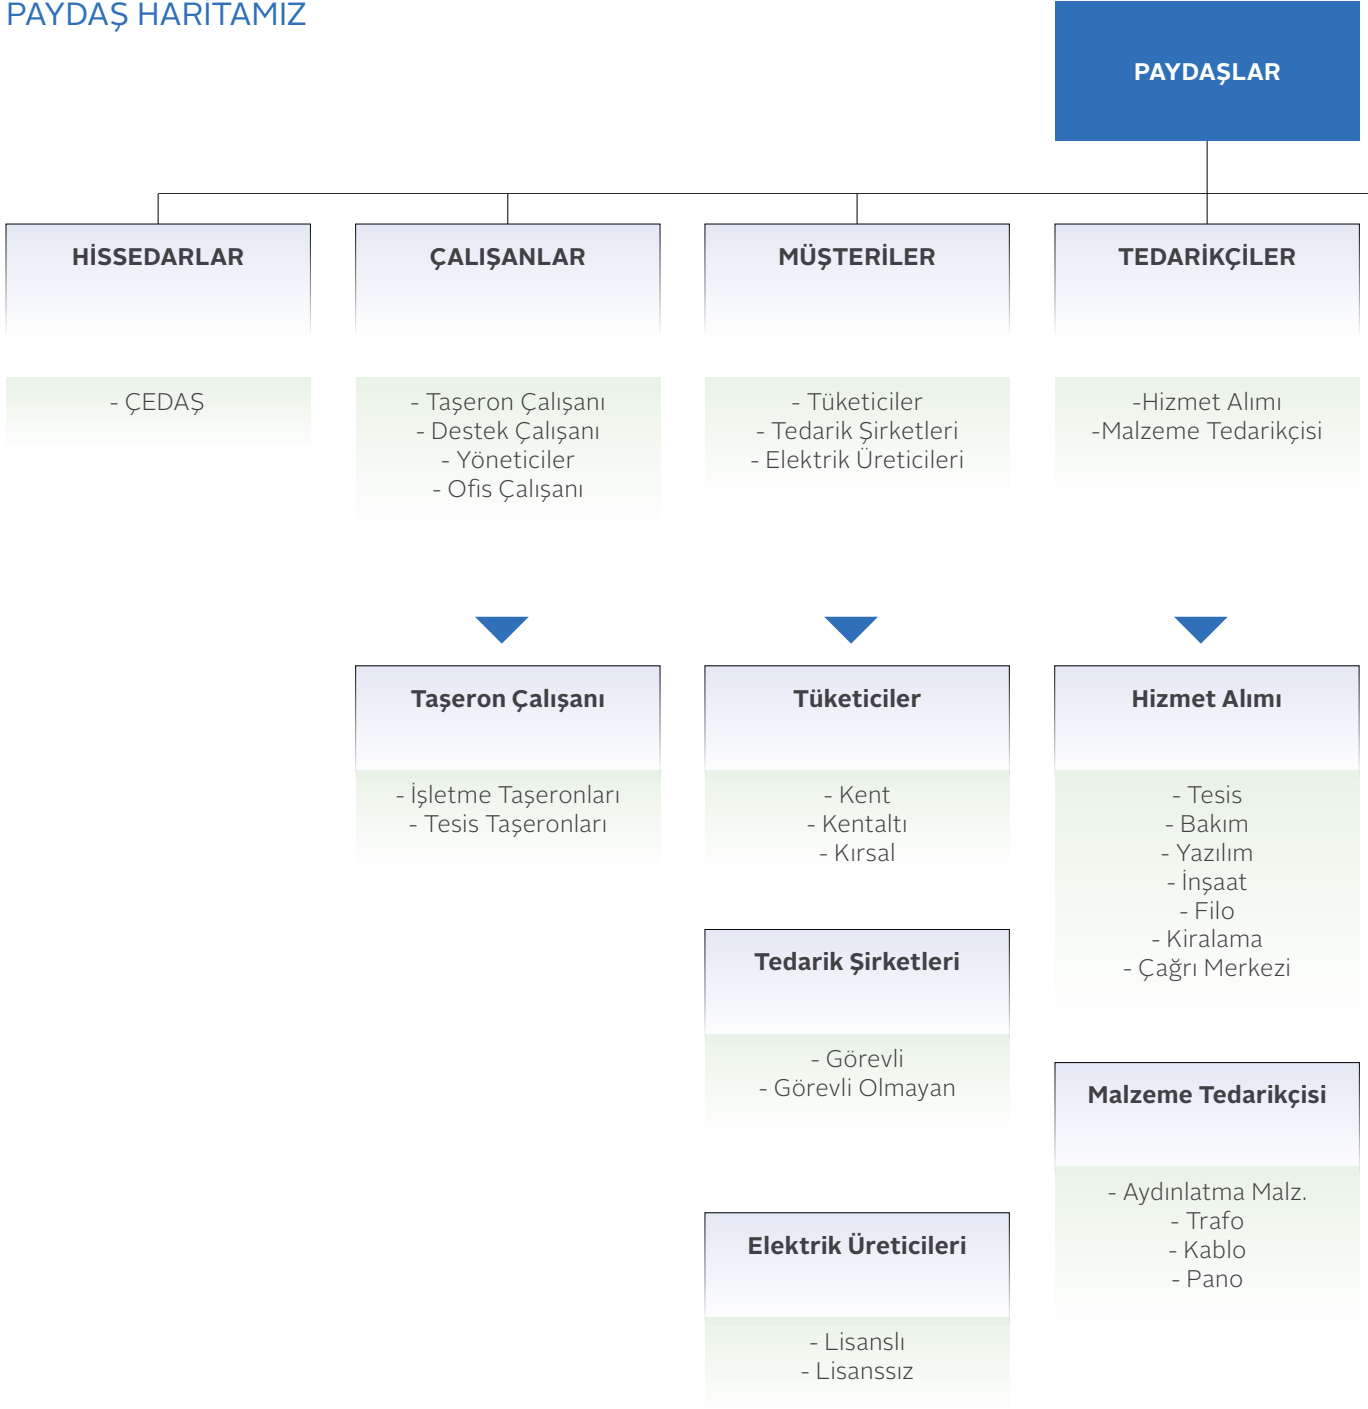 PAYDAŞ HARİTAMIZ
PAYDAŞLAR
HİSSEDARLAR
- ÇEDAŞ
ÇALIŞANLAR
- Taşeron Çalışanı
- Destek Çalışanı
- Yöneticiler
- Ofis Çalışanı
Taşeron Çalışanı
- İşletme Taşeronları
- Tesis Taşeronları
MÜŞTERİLER
- Tüketiciler
- Tedarik Şirketleri
- Elektrik Üreticileri
Tüketiciler
- Kent
- Kentaltı
- Kırsal
Tedarik Şirketleri
- Görevli
- Görevli Olmayan
Elektrik Üreticileri
- Lisanslı
- Lisanssız
TEDARİKÇİLER
-Hizmet Alımı
-Malzeme Tedarikçisi
Hizmet Alımı
- Tesis
- Bakım
- Yazılım
- İnşaat
- Filo
- Kiralama
- Çağrı Merkezi
Malzeme Tedarikçisi
- Aydınlatma Malz.
- Trafo
- Kablo
- Pano